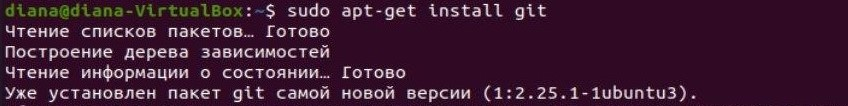 diana@diana-VirtualBox:~$ sudo apt-get install git
Чтение списков пакетов… Готово
Построение дерева зависимостей
Чтение информации о состоянии… Готово
Уже установлен пакет git самой новой версии (1:2.25.1-1ubuntu3).